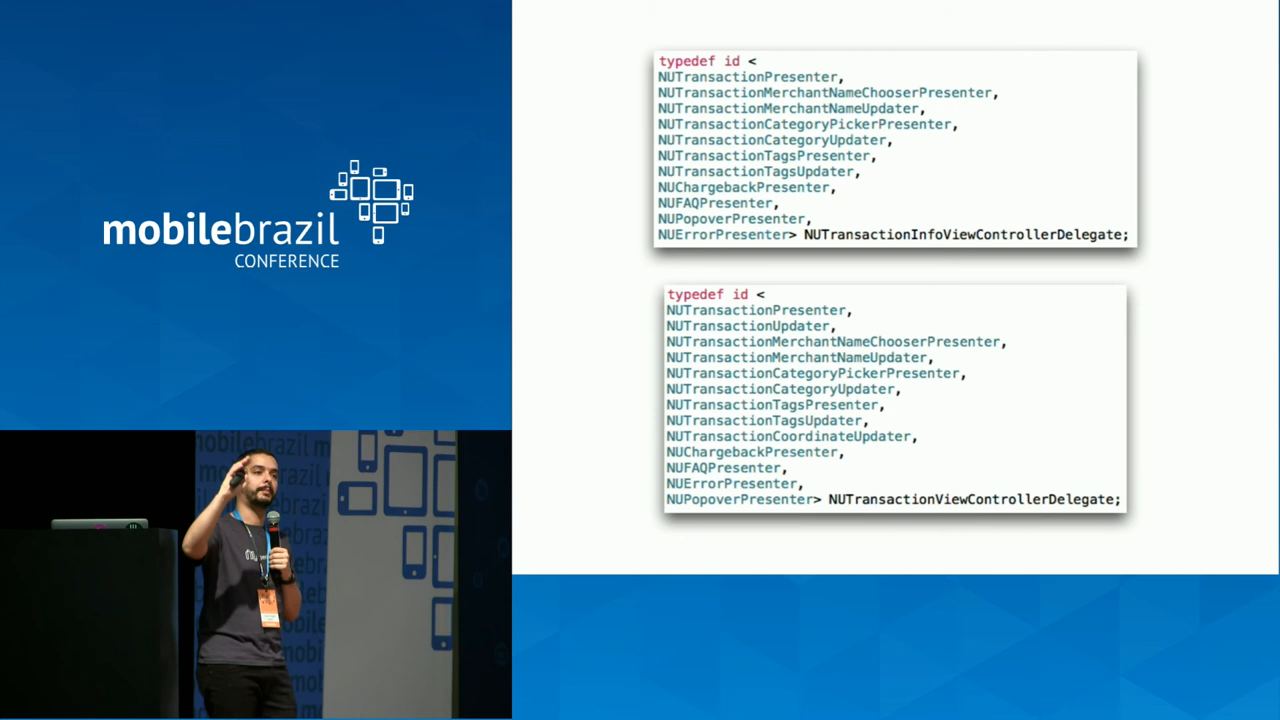 mobilebrazil
CONFERENCE
typedef id <
NUTransactionPresenter,
NUTransactionMerchantNameChooserPresenter,
NUTransactionMerchantNameUpdater,
NUTransactionCategoryPickerPresenter,
NUTransactionCategoryUpdater,
NUTransactionTagsPresenter,
NUTransactionTagsUpdater,
NUChargebackPresenter,
NUFAQPresenter,
NUPopoverPresenter,
NUErrorPresenter> NUTransactionInfoViewControllerDelegate;
typedef id <
NUTransactionPresenter,
NUTransactionUpdater,
NUTransactionMerchantNameChooserPresenter,
NUTransactionMerchantNameUpdater,
NUTransactionCategoryPickerPresenter,
NUTransactionCategoryUpdater,
NUTransactionTagsPresenter,
NUTransactionTagsUpdater,
NUTransactionCoordinateUpdater,
NUChargebackPresenter,
NUFAQPresenter,
NUErrorPresenter,
NUPopoverPresenter> NUTransactionViewControllerDelegate;
mobilebrazil